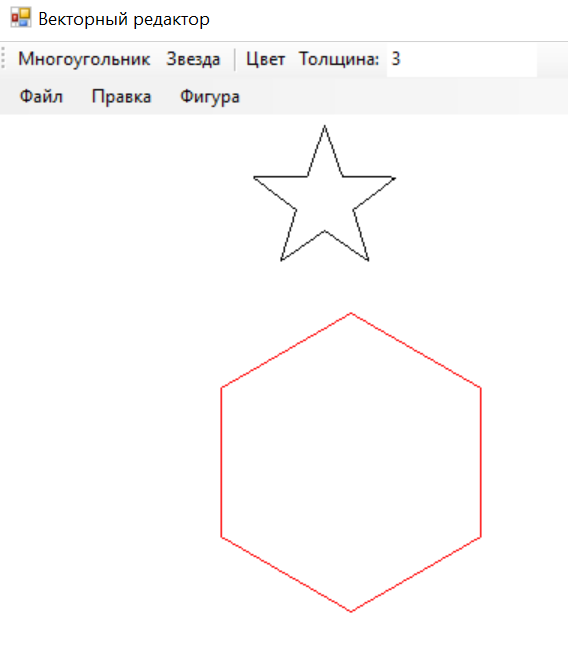 Векторный редактор
Многоугольник Звезда Цвет Толщина: 3
Файл Правка Фигура